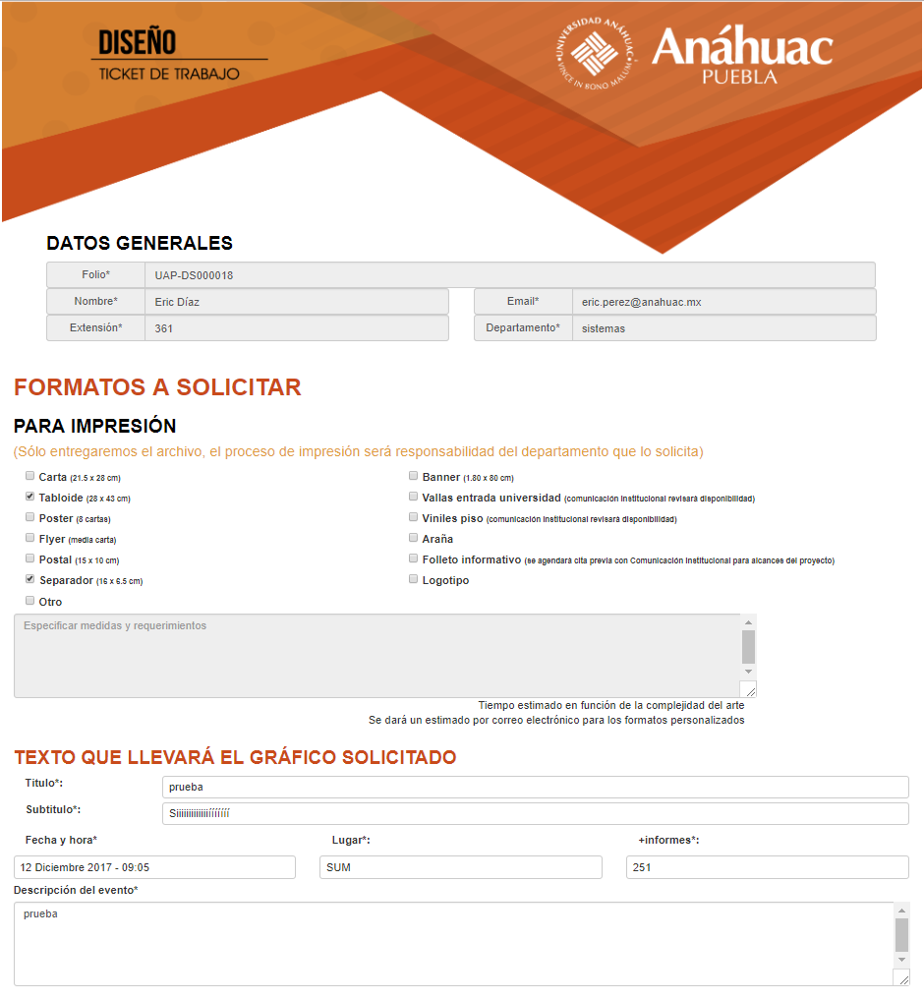 DISEÑO
TICKET DE TRABAJO
UNIVERSIDAD ANÁHUAC
VINCE IN BONO MALUM
Anáhuac
PUEBLA
DATOS GENERALES
Folio* UAP-DS000018
Nombre* Eric Díaz Email* eric.perez@anahuac.mx
Extensión* 361 Departamento* sistemas
FORMATOS A SOLICITAR
PARA IMPRESIÓN
(Sólo entregaremos el archivo, el proceso de impresión será responsabilidad del departamento que lo solicita)
Carta (21.5 x 28 cm) Banner (1.80 x 80 cm)
Tabloide (28 x 43 cm) Vallas entrada universidad (comunicación institucional revisará disponibilidad)
Poster (8 cartas) Viniles piso (comunicación institucional revisará disponibilidad)
Flyer (media carta) Araña
Postal (15 x 10 cm) Folleto informativo (se agendará cita previa con Comunicación Institucional para alcances del proyecto)
Separador (16 x 6.5 cm) Logotipo
Otro
Especificar medidas y requerimientos
Tiempo estimado en función de la complejidad del arte
Se dará un estimado por correo electrónico para los formatos personalizados
TEXTO QUE LLEVARÁ EL GRÁFICO SOLICITADO
Titulo*: prueba
Subtitulo*: Siiiiiiiiiiiiiííííííí
Fecha y hora* Lugar*: +informes*:
12 Diciembre 2017 - 09:05 SUM 251
Descripción del evento*
prueba